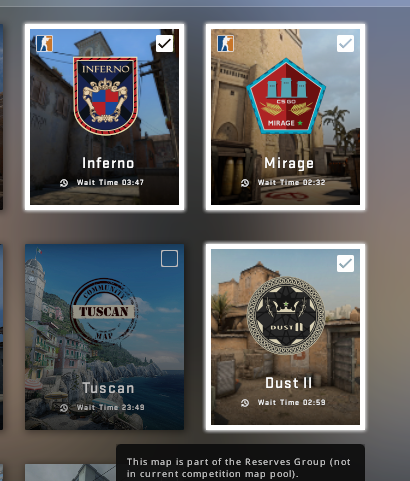 INFERNO
Inferno
Wait Time 03:47
CS GO
MIRAGE
Mirage
Wait Time 02:32
COMMUNITY
TUSCAN
MAP
Tuscan
Wait Time 23:49
DUST II
Dust II
Wait Time 02:59
This map is part of the Reserves Group (not
in current competition map pool).